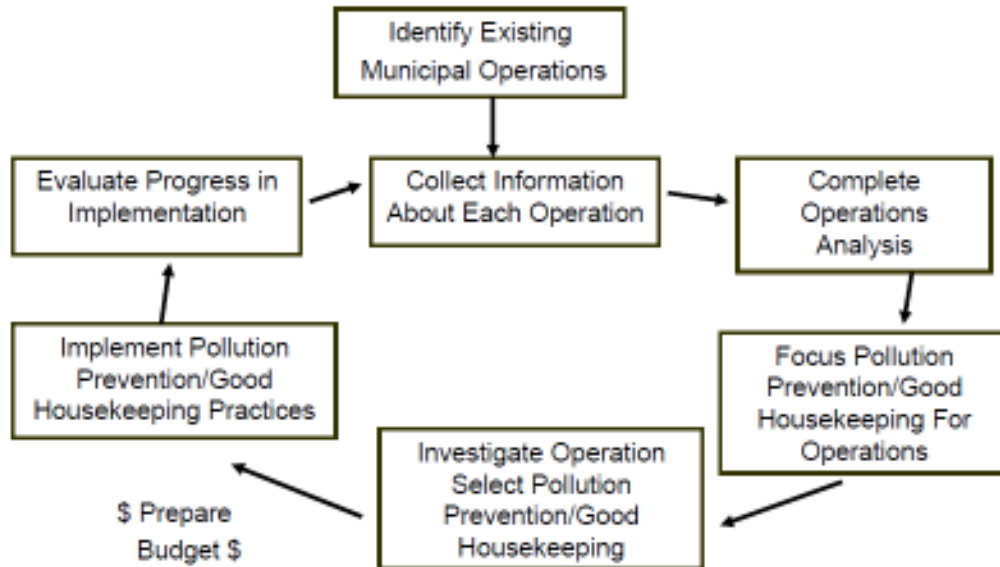 Identify Existing
Municipal Operations
Evaluate Progress in
Implementation
Collect Information
About Each Operation
Complete
Operations
Analysis
Implement Pollution
Prevention/Good
Housekeeping Practices
Focus Pollution
Prevention/Good
Housekeeping For
Operations
Investigate Operation
Select Pollution
Prevention/Good
Housekeeping
$ Prepare
Budget $